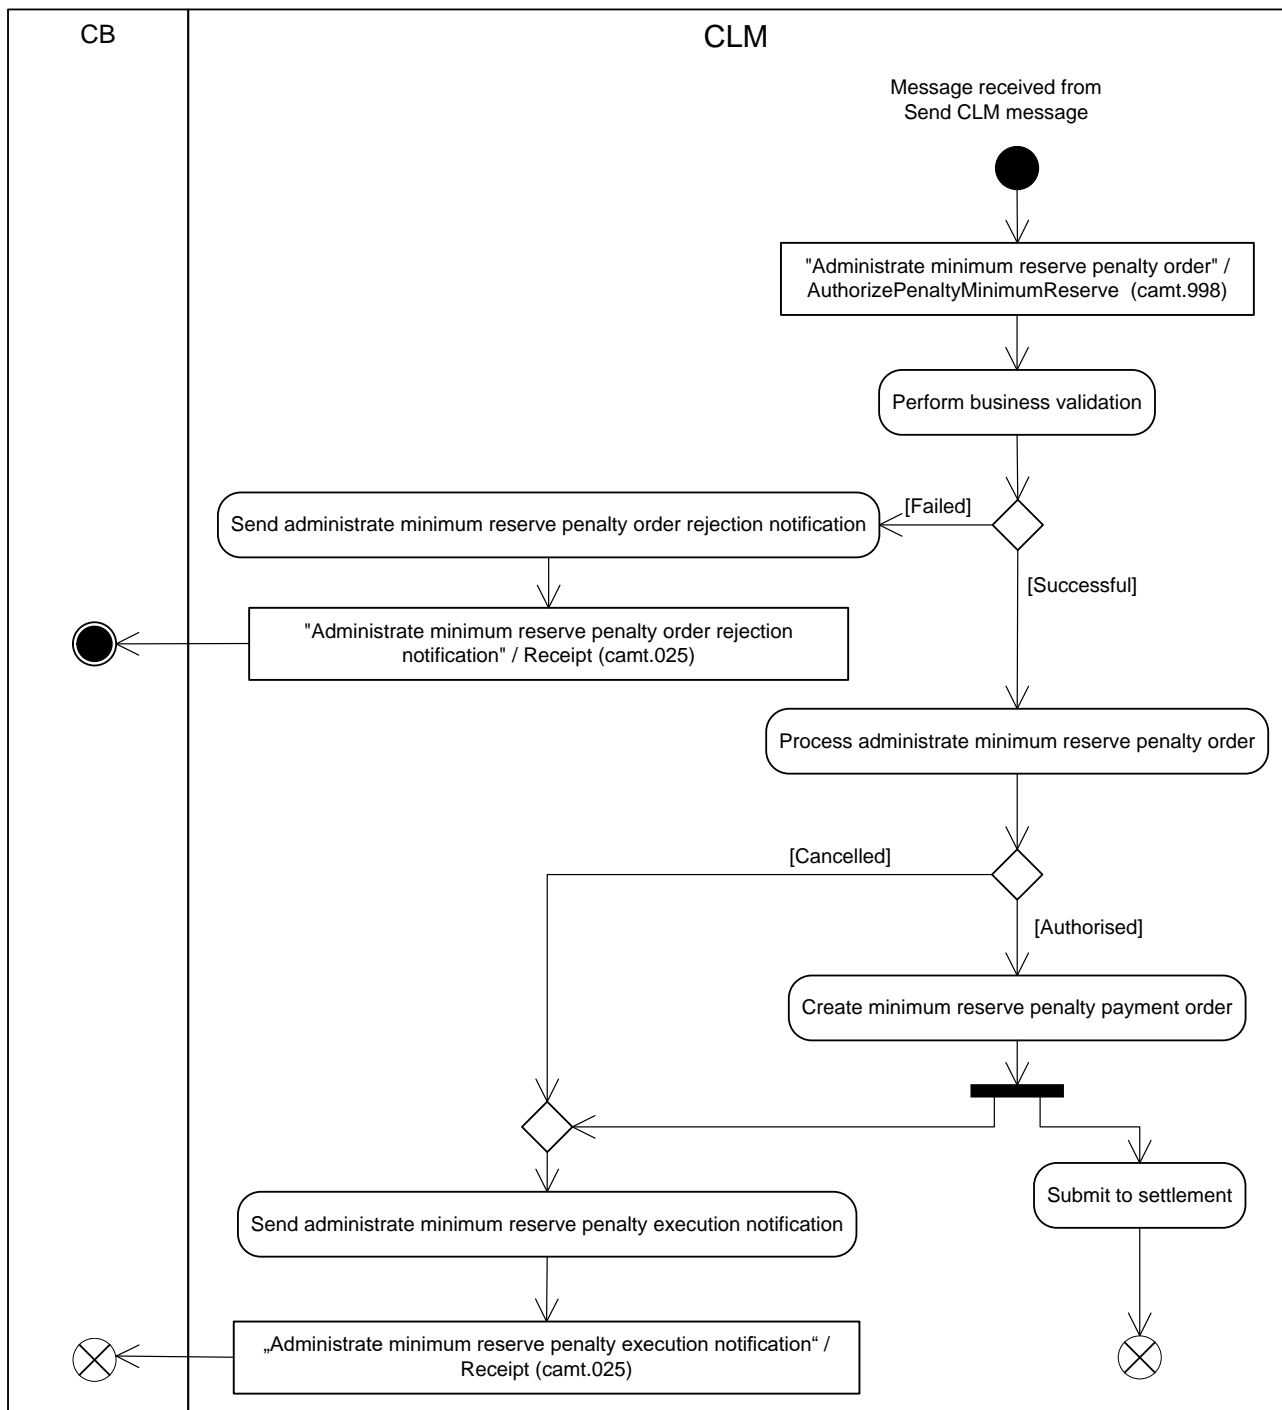 CB
CLM
Message received from
Send CLM message
"Administrate minimum reserve penalty order" /
AuthorizePenaltyMinimumReserve (camt.998)
Perform business validation
[Failed]
Send administrate minimum reserve penalty order rejection notification
[Successful]
"Administrate minimum reserve penalty order rejection
notification" / Receipt (camt.025)
Process administrate minimum reserve penalty order
[Cancelled]
[Authorised]
Create minimum reserve penalty payment order
Submit to settlement
Send administrate minimum reserve penalty execution notification
„Administrate minimum reserve penalty execution notification“ /
Receipt (camt.025)